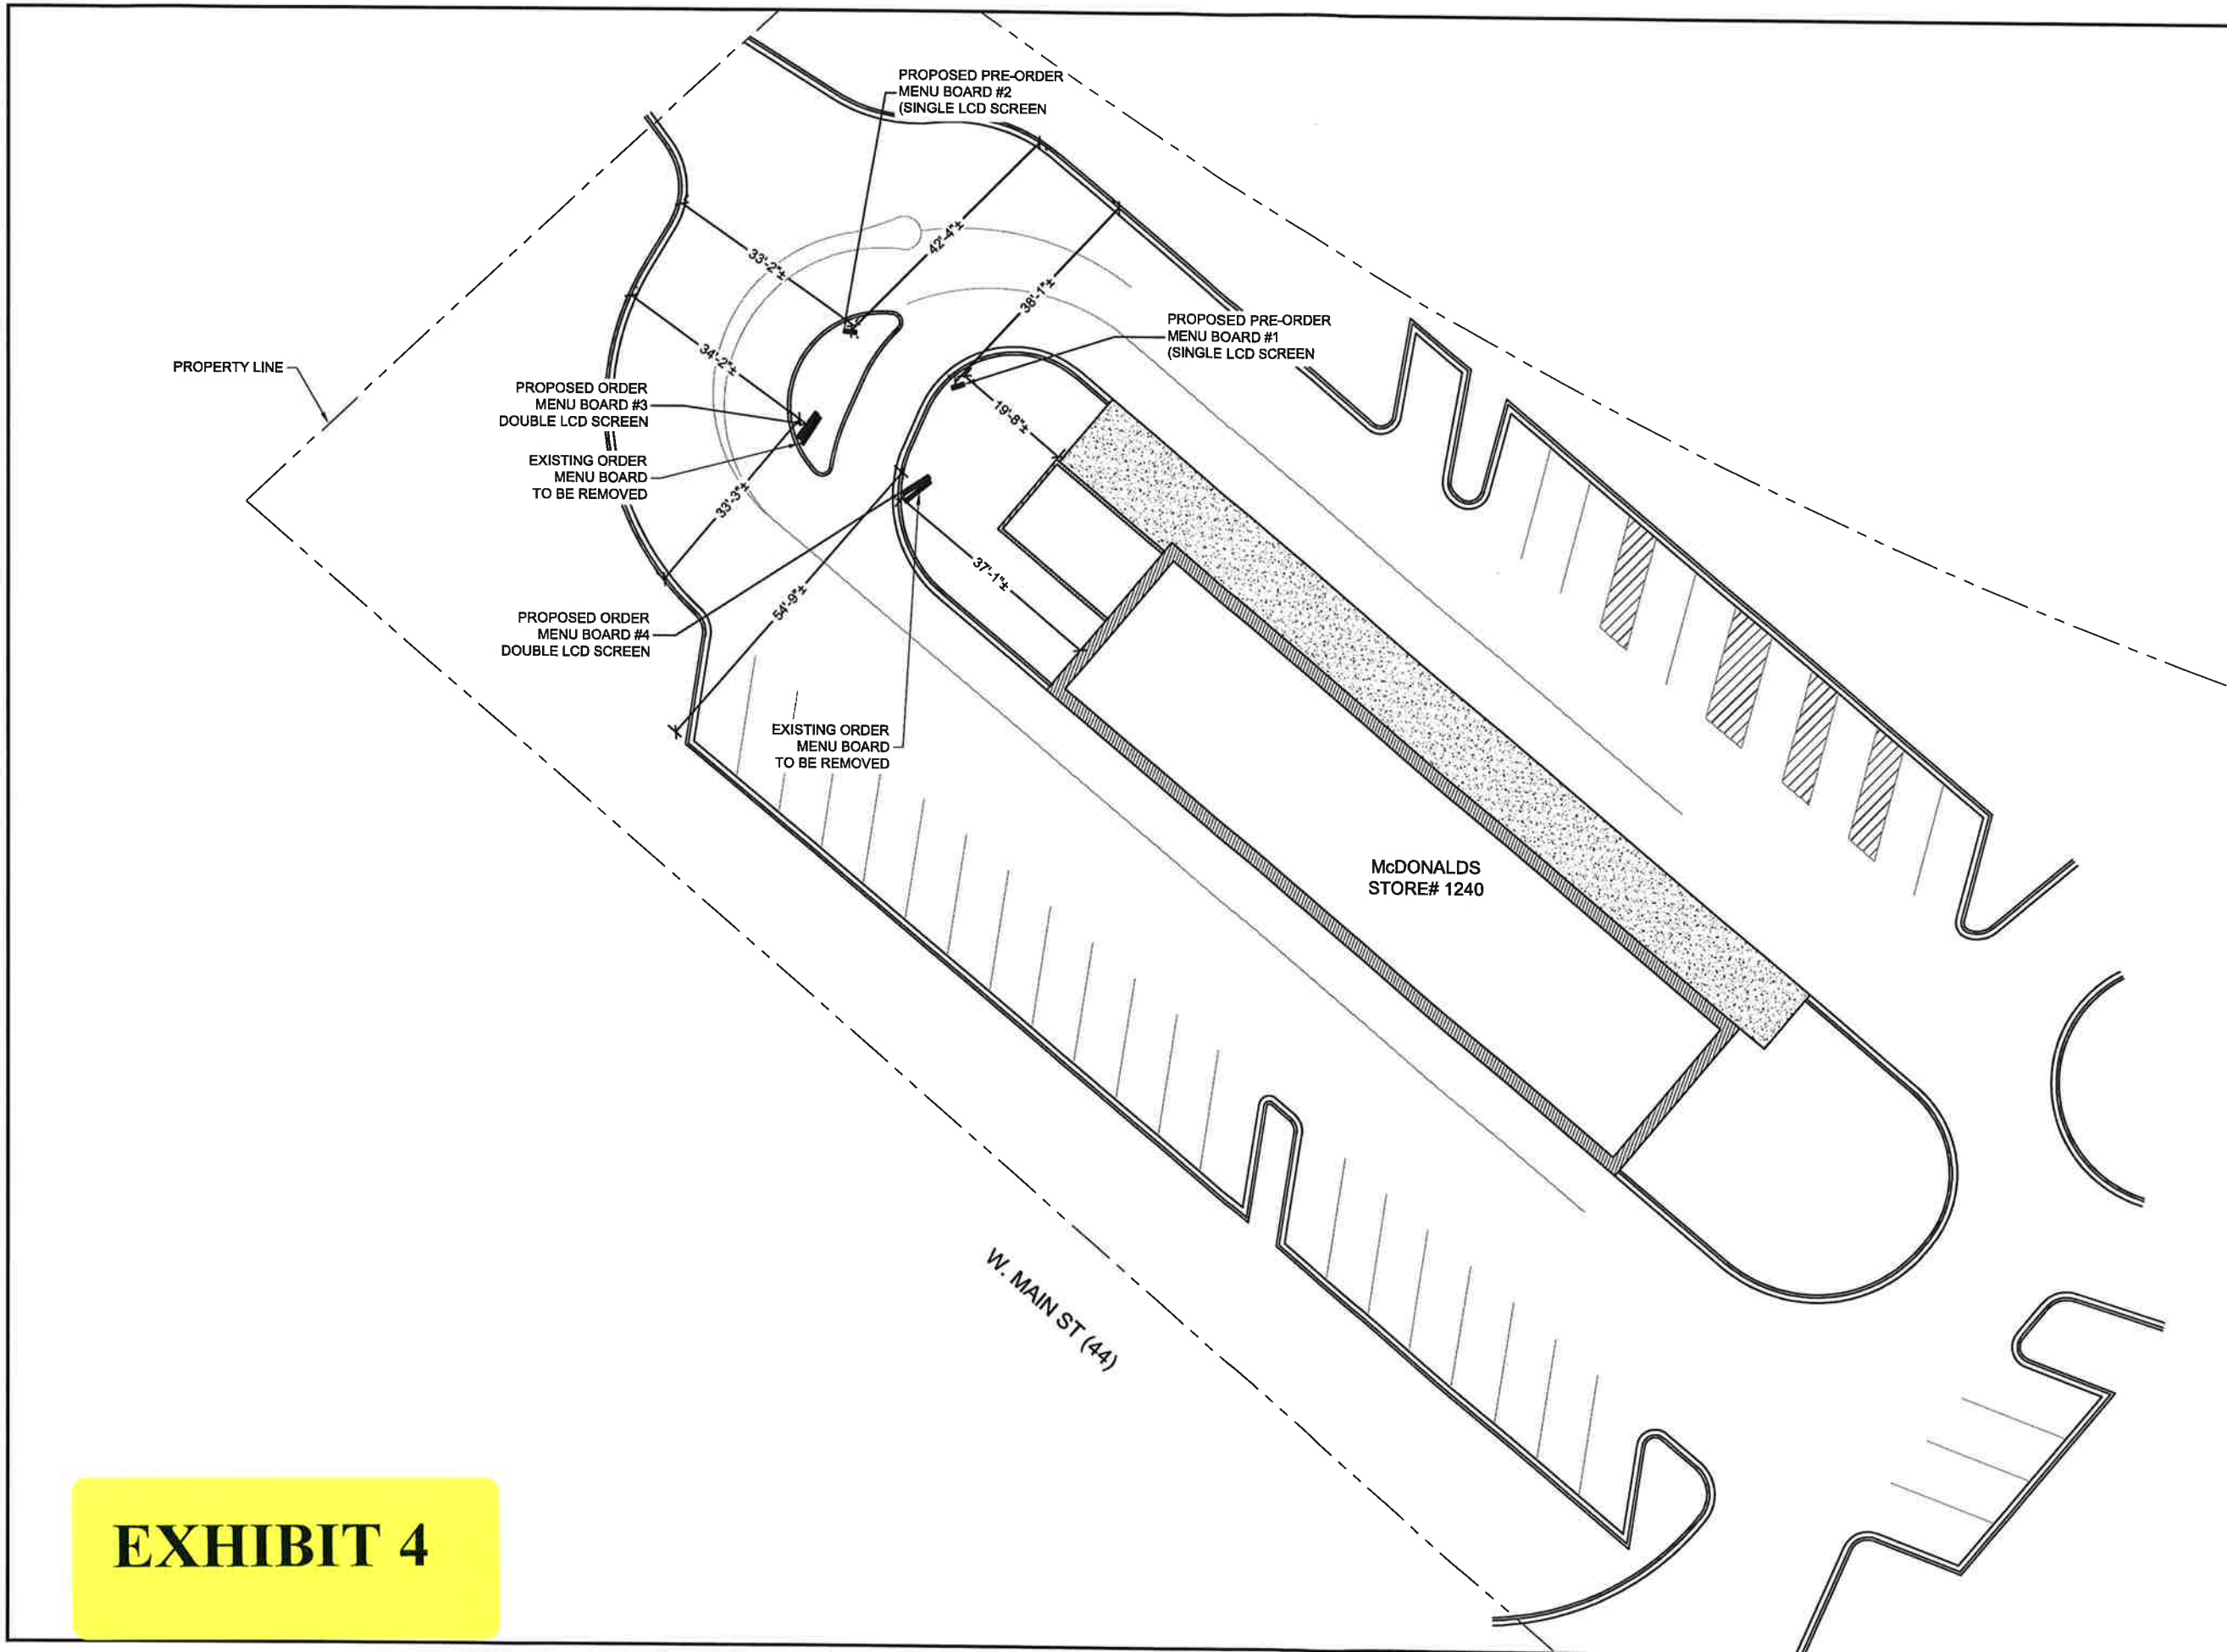 PROPOSED PRE-ORDER
MENU BOARD #2
(SINGLE LCD SCREEN
42'-4"±
33'-2"±
38'-1"±
PROPOSED PRE-ORDER
MENU BOARD #1
(SINGLE LCD SCREEN
34'-2"±
PROPERTY LINE
PROPOSED ORDER
MENU BOARD #3
DOUBLE LCD SCREEN
19'-8"±
EXISTING ORDER
MENU BOARD
TO BE REMOVED
33'-3"±
37'-1"±
54'-9"±
PROPOSED ORDER
MENU BOARD #4
DOUBLE LCD SCREEN
EXISTING ORDER
MENU BOARD
TO BE REMOVED
McDONALDS
STORE# 1240
W. MAIN ST (44)
EXHIBIT 4